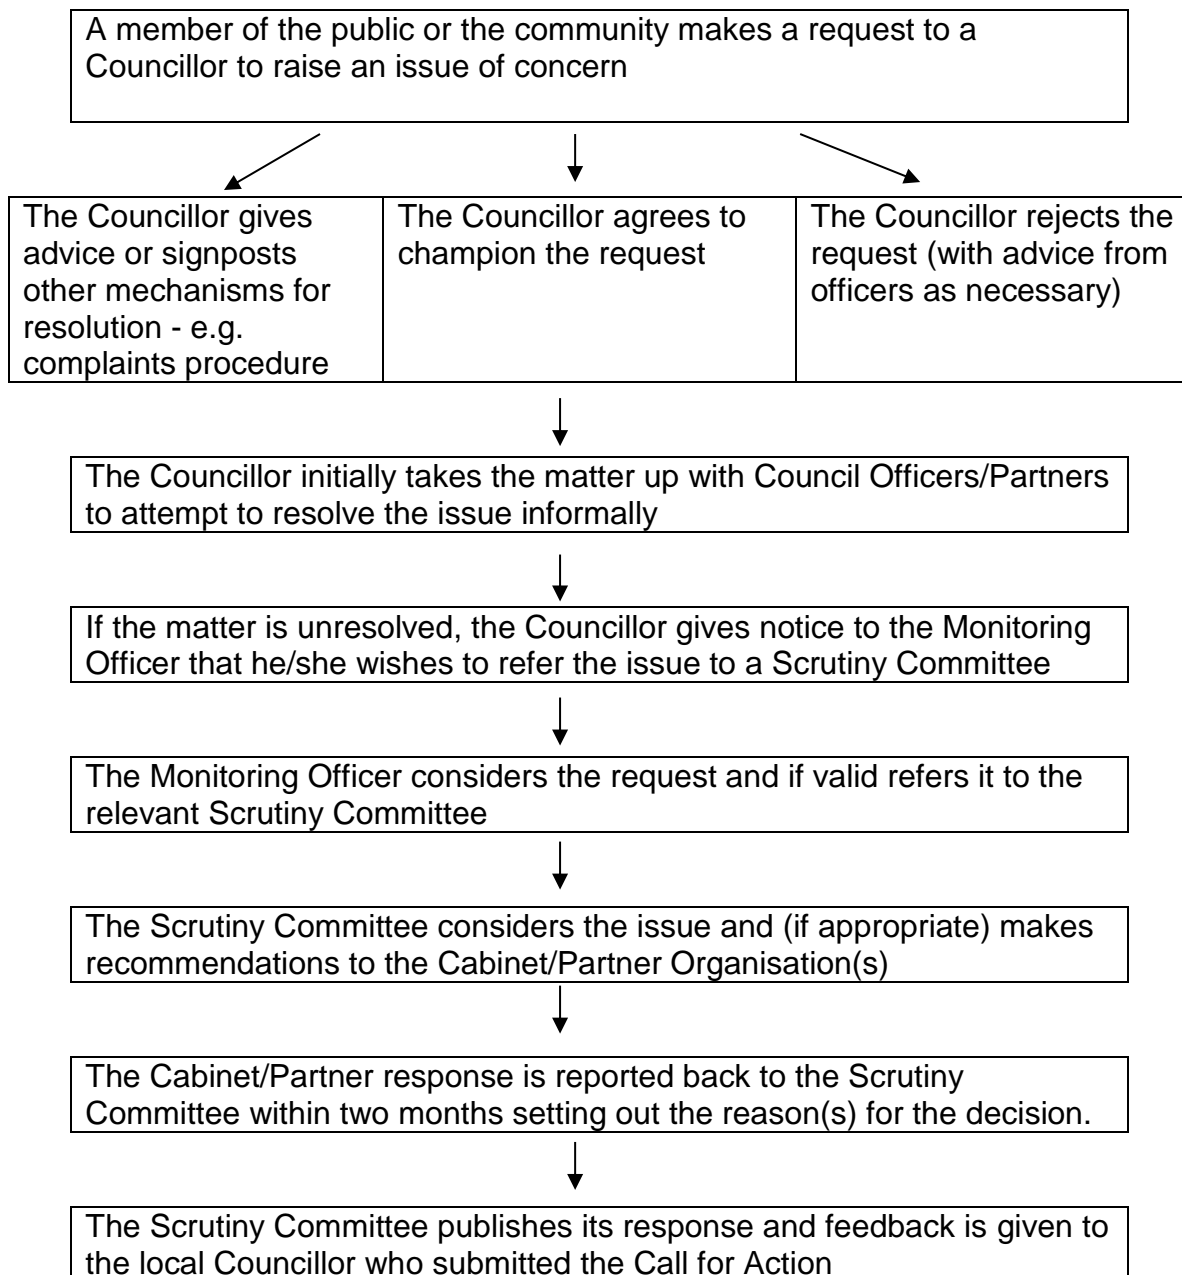 A member of the public or the community makes a request to a
Councillor to raise an issue of concern
The Councillor gives
advice or signposts
other mechanisms for
resolution - e.g.
complaints procedure
The Councillor agrees to
champion the request
The Councillor rejects the
request (with advice from
officers as necessary)
The Councillor initially takes the matter up with Council Officers/Partners
to attempt to resolve the issue informally
If the matter is unresolved, the Councillor gives notice to the Monitoring
Officer that he/she wishes to refer the issue to a Scrutiny Committee
The Monitoring Officer considers the request and if valid refers it to the
relevant Scrutiny Committee
The Scrutiny Committee considers the issue and (if appropriate) makes
recommendations to the Cabinet/Partner Organisation(s)
The Cabinet/Partner response is reported back to the Scrutiny
Committee within two months setting out the reason(s) for the decision.
The Scrutiny Committee publishes its response and feedback is given to
the local Councillor who submitted the Call for Action